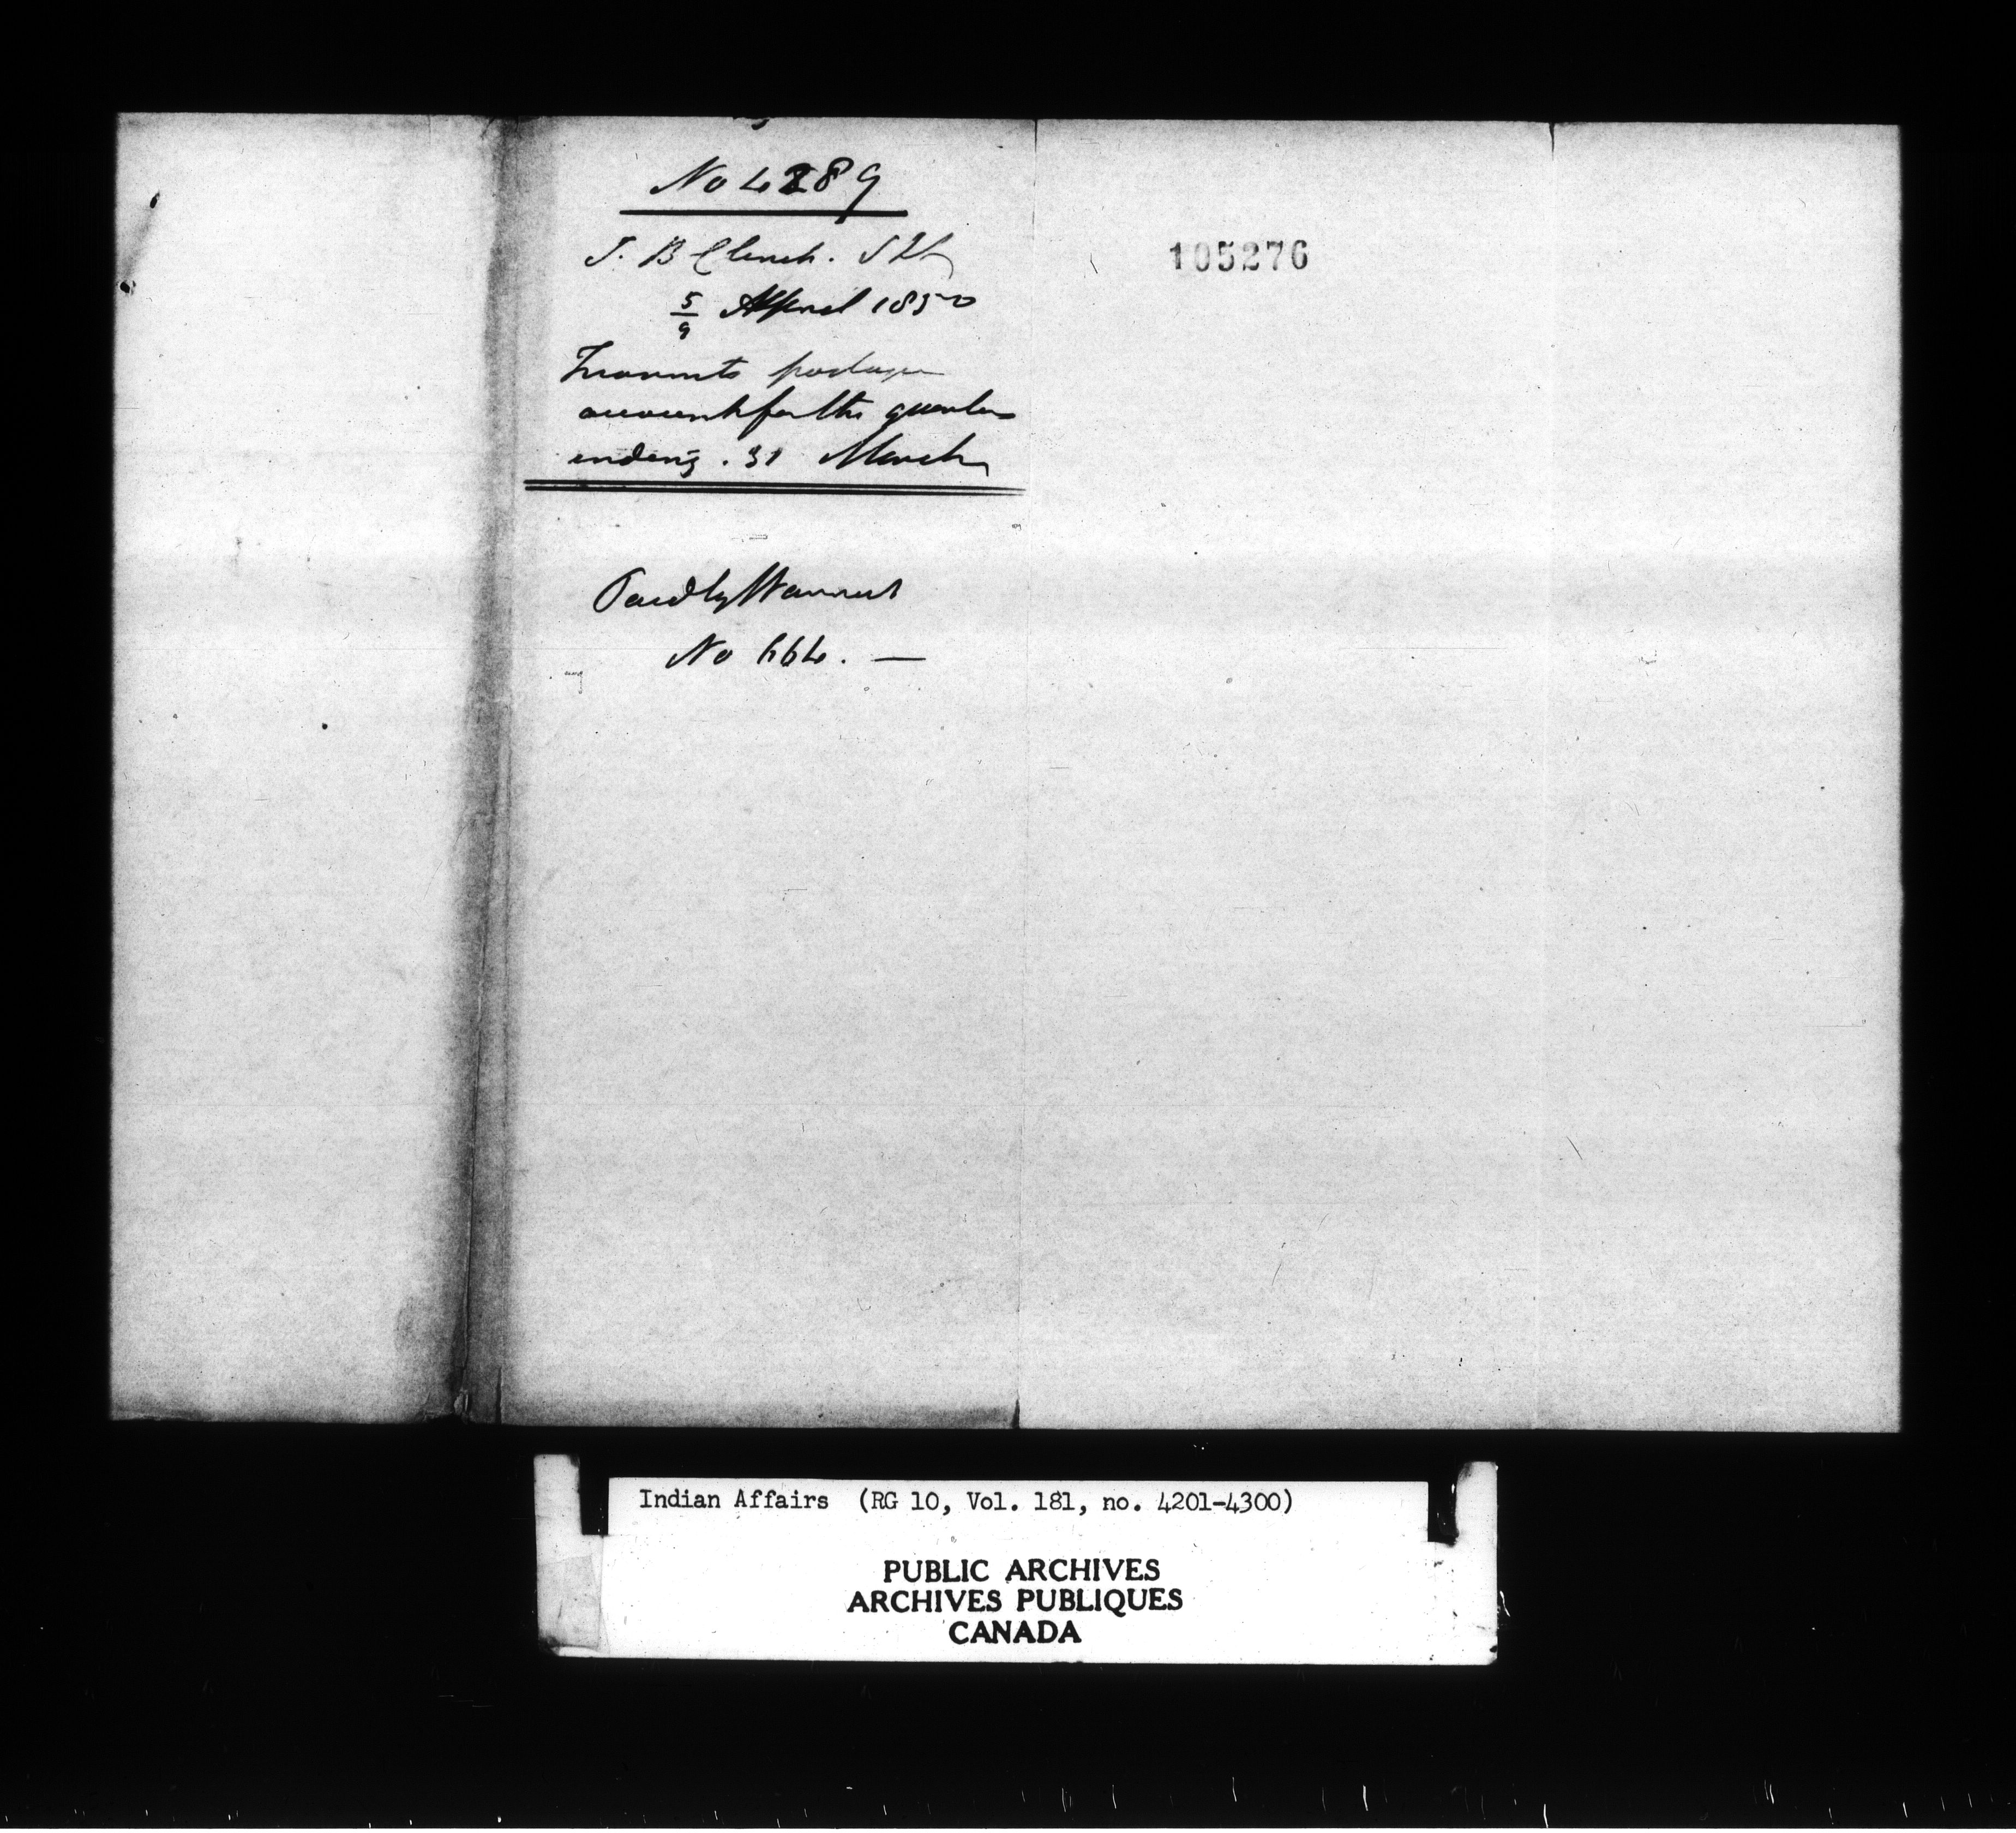 No 4289
J. B Clench. S I A
5/9 April 1850
Transmits postage
account for the quarter
ending. 31 March
Paid by Warrant
No 664. —
105276
Indian Affairs (RG 10, Vol. 181, no. 4201-4300)
PUBLIC ARCHIVES
ARCHIVES PUBLIQUES
CANADA